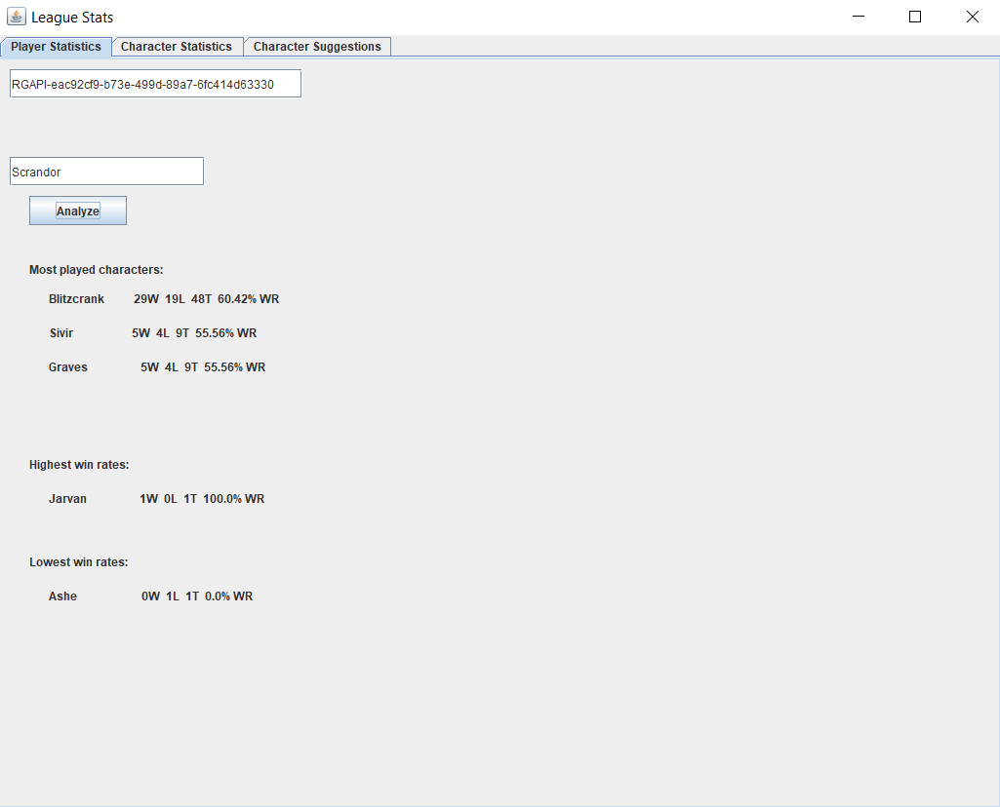 League Stats
Player Statistics Character Statistics Character Suggestions
RGAPI-eac92cf9-b73e-499d-89a7-6fc414d63330
Scrandor
Analyze
Most played characters:
Blitzcrank 29W 19L 48T 60.42% WR
Sivir 5W 4L 9T 55.56% WR
Graves 5W 4L 9T 55.56% WR
Highest win rates:
Jarvan 1W 0L 1T 100.0% WR
Lowest win rates:
Ashe 0W 1L 1T 0.0% WR